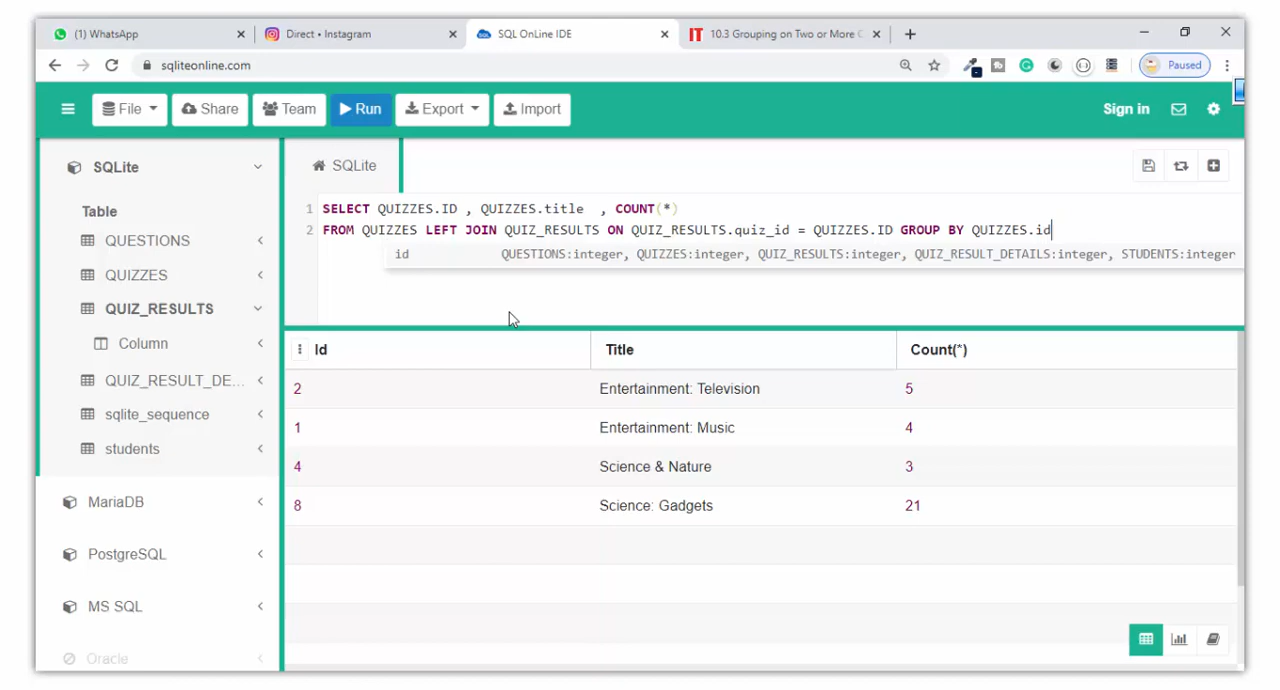 (1) WhatsApp
Direct • Instagram
SQL OnLine IDE
IT 10.3 Grouping on Two or More C
sqliteonline.com
Paused
File
Share
Team
Run
Export
Import
Sign in
SQLite
SQLite
Table
QUESTIONS
QUIZZES
QUIZ_RESULTS
Column
QUIZ_RESULT_DE...
sqlite_sequence
students
MariaDB
PostgreSQL
MS SQL
Oracle
1 SELECT QUIZZES.ID , QUIZZES.title , COUNT(*)
2 FROM QUIZZES LEFT JOIN QUIZ_RESULTS ON QUIZ_RESULTS.quiz_id = QUIZZES.ID GROUP BY QUIZZES.id
id QUESTIONS:integer, QUIZZES:integer, QUIZ_RESULTS:integer, QUIZ_RESULT_DETAILS:integer, STUDENTS:integer
Id Title Count(*)
2 Entertainment: Television 5
1 Entertainment: Music 4
4 Science & Nature 3
8 Science: Gadgets 21